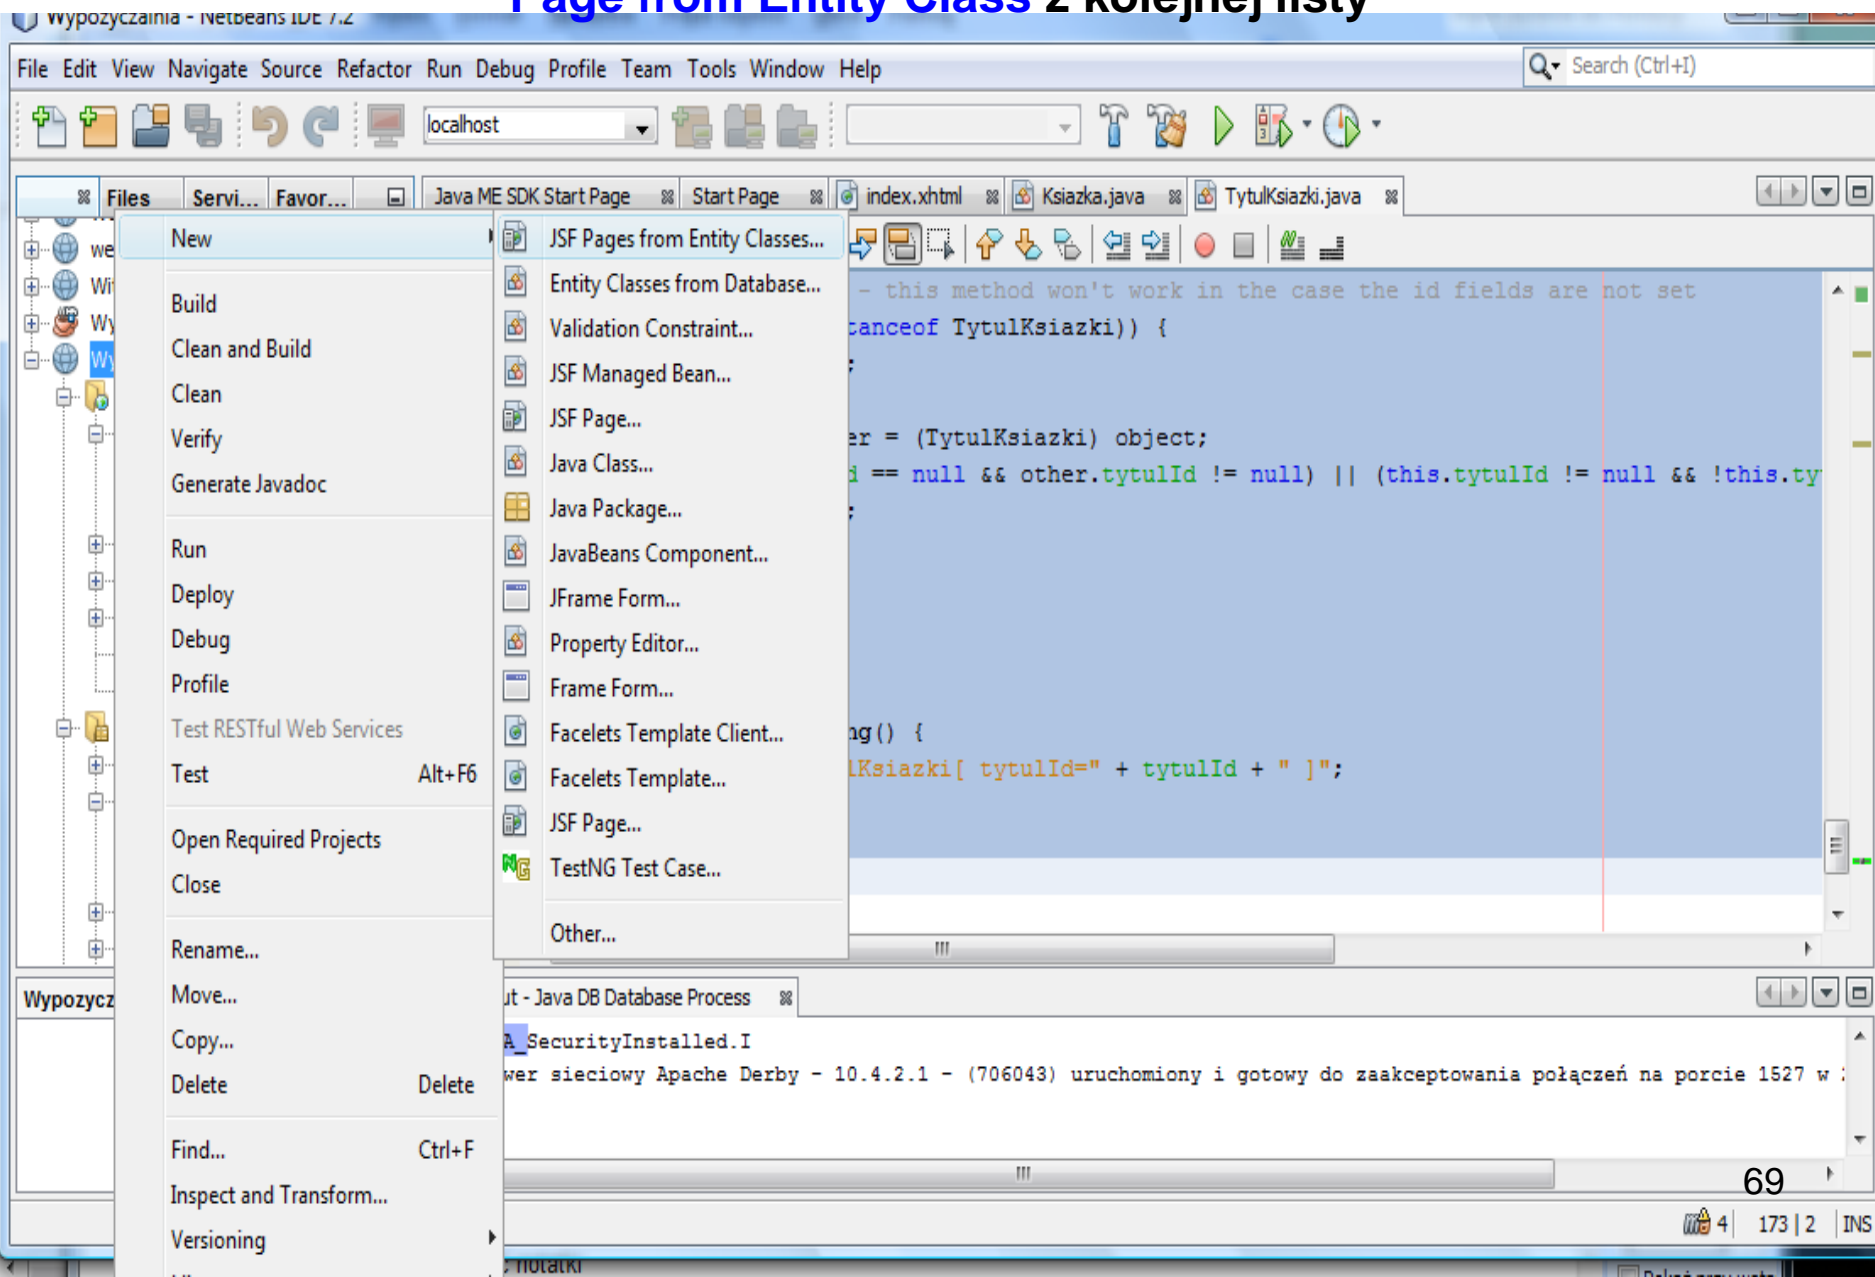 Page from Entity Class z kolejnej listy
Wypożyczalnia - NetBeans IDE 7.2
File Edit View Navigate Source Refactor Run Debug Profile Team Tools Window Help
Search (Ctrl+I)
localhost
Files Servi... Favor... Java ME SDK Start Page Start Page index.xhtml Ksiazka.java TytulKsiazki.java
we
Wi
Wy
Wy
New
Build
Clean and Build
Clean
Verify
Generate Javadoc
Run
Deploy
Debug
Profile
Test RESTful Web Services
Test Alt+F6
Open Required Projects
Close
Rename...
Move...
Copy...
Delete Delete
Find... Ctrl+F
Inspect and Transform...
Versioning
JSF Pages from Entity Classes...
Entity Classes from Database...
Validation Constraint...
JSF Managed Bean...
JSF Page...
Java Class...
Java Package...
JavaBeans Component...
JFrame Form...
Property Editor...
Frame Form...
Facelets Template Client...
Facelets Template...
JSF Page...
TestNG Test Case...
Other...
- this method won't work in the case the id fields are not set
tanceof TytulKsiazki)) {
;
er = (TytulKsiazki) object;
d == null && other.tytulId != null) || (this.tytulId != null && !this.ty
;
ng() {
lKsiazki[ tytulId=" + tytulId + " ]";
Wypozycz
ut - Java DB Database Process
A_SecurityInstalled.I
wer sieciowy Apache Derby - 10.4.2.1 - (706043) uruchomiony i gotowy do zaakceptowania połączeń na porcie 1527 w
69
4 173 | 2 INS
notatki